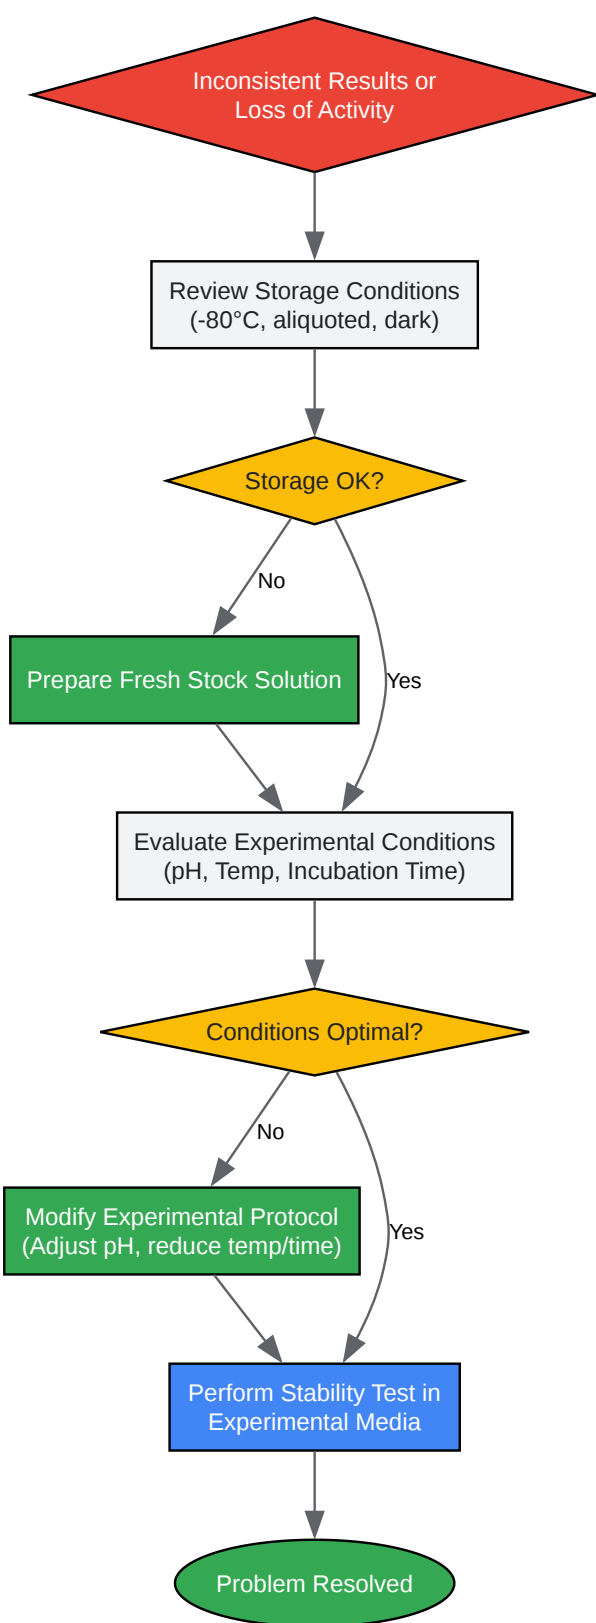 Inconsistent Results or
Loss of Activity
Review Storage Conditions
(-80°C, aliquoted, dark)
Storage OK?
No
Prepare Fresh Stock Solution
Yes
Evaluate Experimental Conditions
(pH, Temp, Incubation Time)
Conditions Optimal?
No
Modify Experimental Protocol
(Adjust pH, reduce temp/time)
Yes
Perform Stability Test in
Experimental Media
Problem Resolved